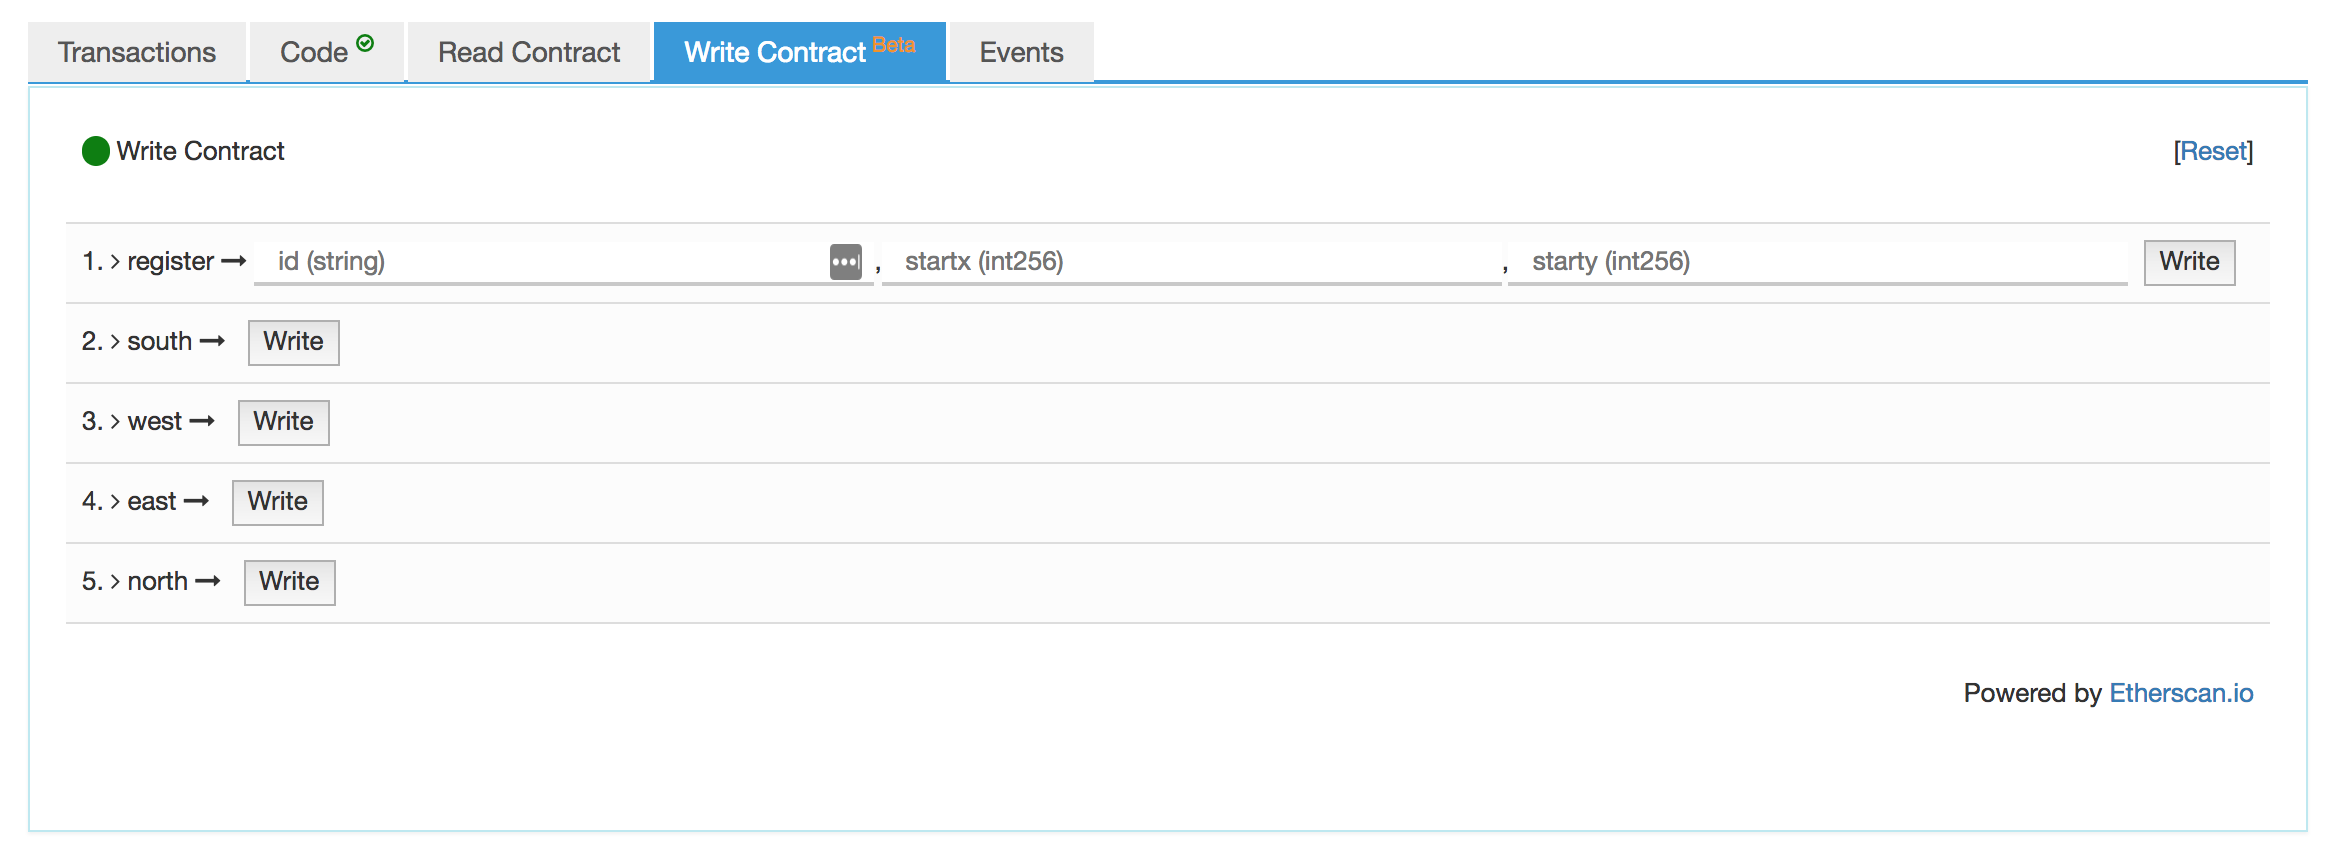 Transactions Code Read Contract Write Contract Beta Events
Write Contract [Reset]
1. > register → id (string) , startx (int256) , starty (int256) Write
2. > south → Write
3. > west → Write
4. > east → Write
5. > north → Write
Powered by Etherscan.io